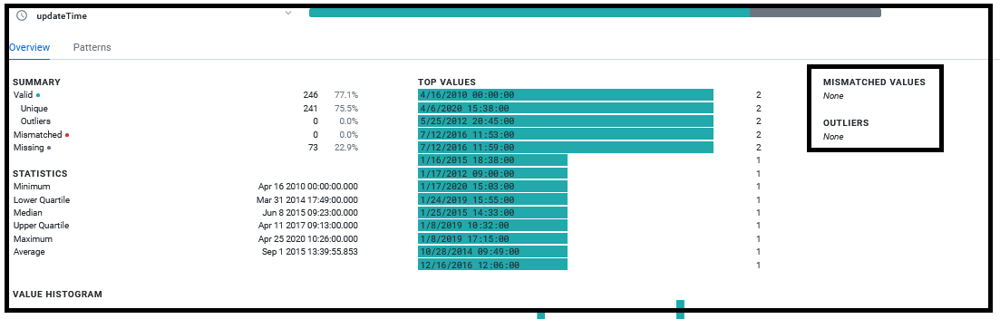 updateTime
Overview Patterns
SUMMARY
Valid 246 77.1%
Unique 241 75.5%
Outliers 0 0.0%
Mismatched 0 0.0%
Missing 73 22.9%
STATISTICS
Minimum Apr 16 2010 00:00:00.000
Lower Quartile Mar 31 2014 17:49:00.000
Median Jun 8 2015 09:23:00.000
Upper Quartile Apr 11 2017 09:13:00.000
Maximum Apr 25 2020 10:26:00.000
Average Sep 1 2015 13:39:55.853
VALUE HISTOGRAM
TOP VALUES
4/16/2010 00:00:00 2
4/6/2020 15:38:00 2
5/25/2012 20:45:00 2
7/12/2016 11:53:00 2
7/12/2016 11:59:00 2
1/16/2015 18:38:00 1
1/17/2012 09:00:00 1
1/17/2020 15:03:00 1
1/24/2019 15:55:00 1
1/25/2015 14:33:00 1
1/8/2019 10:32:00 1
1/8/2019 17:15:00 1
10/28/2014 09:49:00 1
12/16/2016 12:06:00 1
MISMATCHED VALUES
None
OUTLIERS
None